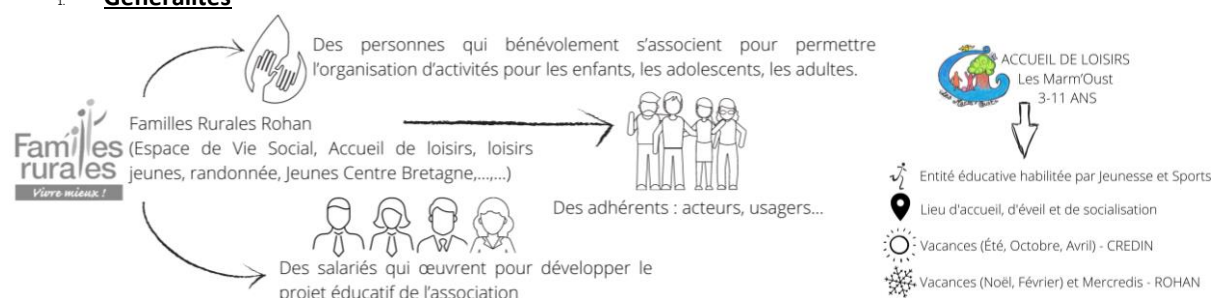 1. Généralités
Des personnes qui bénévolement s'associent pour permettre
l'organisation d'activités pour les enfants, les adolescents, les adultes.
Familles
rurales
Vivre mieux !
Familles Rurales Rohan
(Espace de Vie Social, Accueil de loisirs, loisirs
jeunes, randonnée, Jeunes Centre Bretagne,...,...)
Des adhérents : acteurs, usagers...
Des salariés qui œuvrent pour développer le
projet éducatif de l'association
ACCUEIL DE LOISIRS
Les Marm'Oust
3-11 ANS
Entité éducative habilitée par Jeunesse et Sports
Lieu d'accueil, d'éveil et de socialisation
Vacances (Été, Octobre, Avril) - CREDIN
Vacances (Noël, Février) et Mercredis - ROHAN